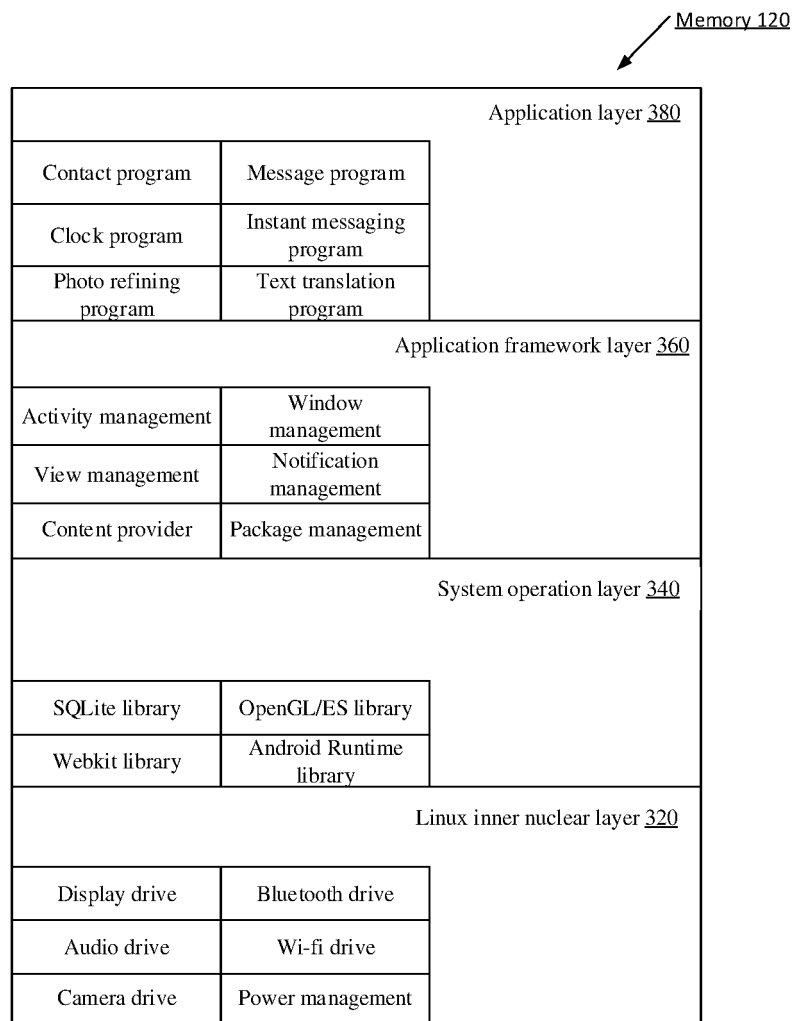 Memory 120
Application layer 380
Contact program
Message program
Clock program
Instant messaging
program
Photo refining
program
Text translation
program
Application framework layer 360
Activity management
Window
management
View management
Notification
management
Content provider
Package management
System operation layer 340
SQLite library
OpenGL/ES library
Webkit library
Android Runtime
library
Linux inner nuclear layer 320
Display drive
Bluetooth drive
Audio drive
Wi-fi drive
Camera drive
Power management